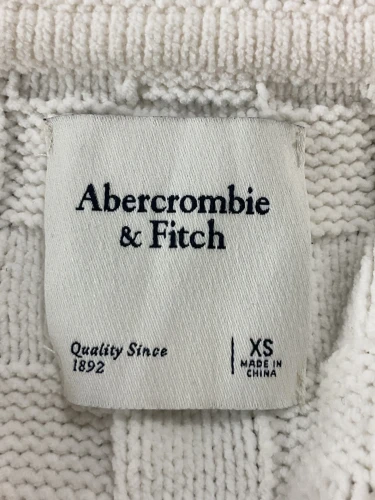 Abercrombie
& Fitch
Quality Since
1892
XS
MADE IN
CHINA